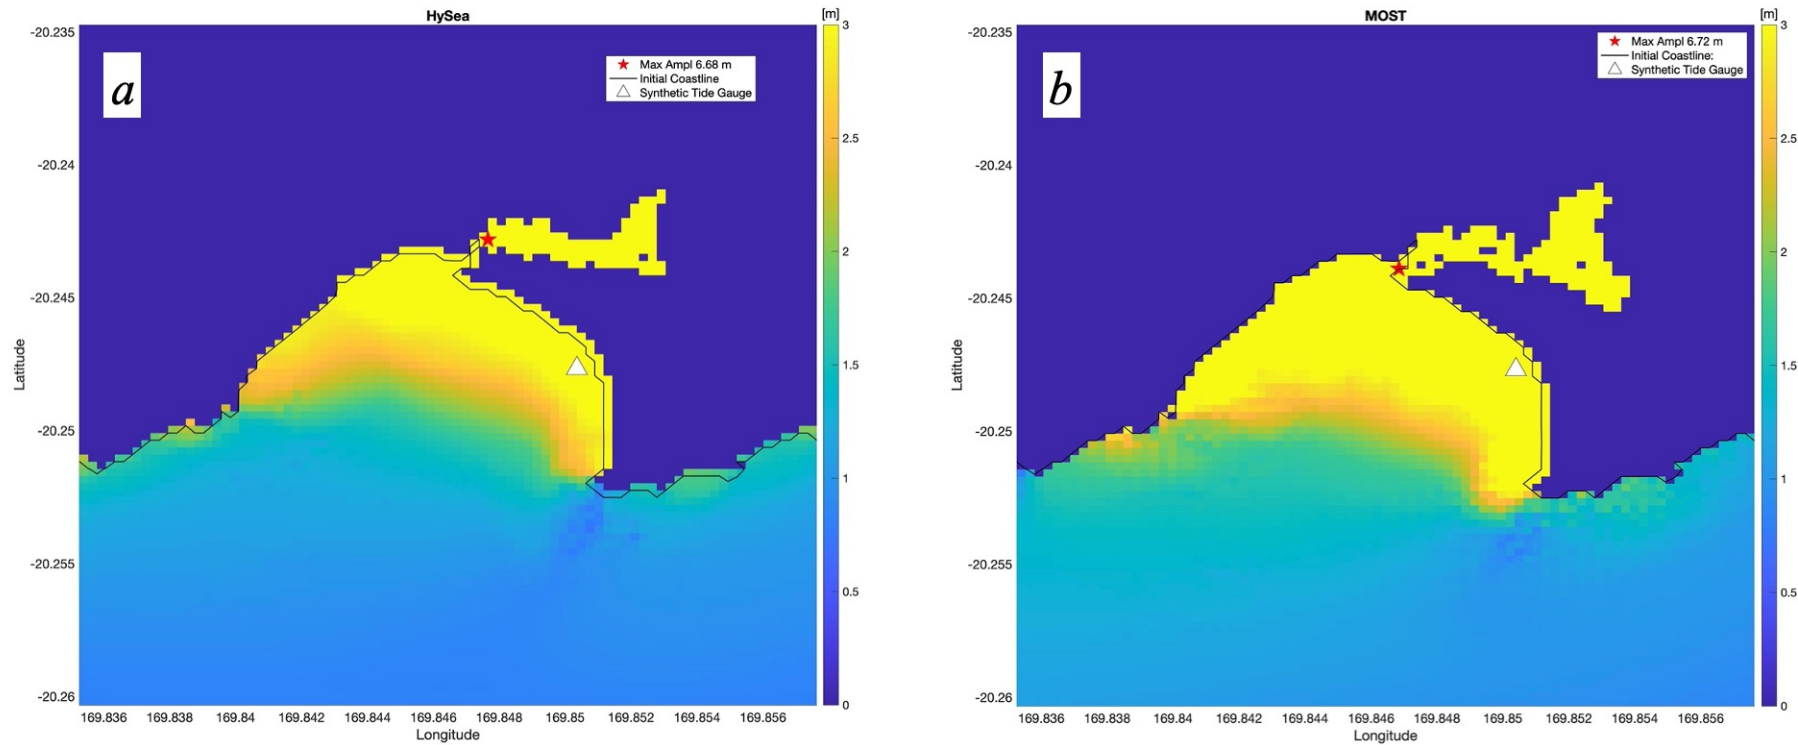 HySea
[m]
a
Max Ampl 6.68 m
Initial Coastline
Synthetic Tide Gauge
-20.235
-20.24
-20.245
-20.25
-20.255
-20.26
Latitude
169.836 169.838 169.84 169.842 169.844 169.846 169.848 169.85 169.852 169.854 169.856
Longitude
3
2.5
2
1.5
1
0.5
0
MOST
[m]
b
Max Ampl 6.72 m
Initial Coastline:
Synthetic Tide Gauge
-20.235
-20.24
-20.245
-20.25
-20.255
-20.26
Latitude
169.836 169.838 169.84 169.842 169.844 169.846 169.848 169.85 169.852 169.854 169.856
Longitude
3
2.5
2
1.5
1
0.5
0